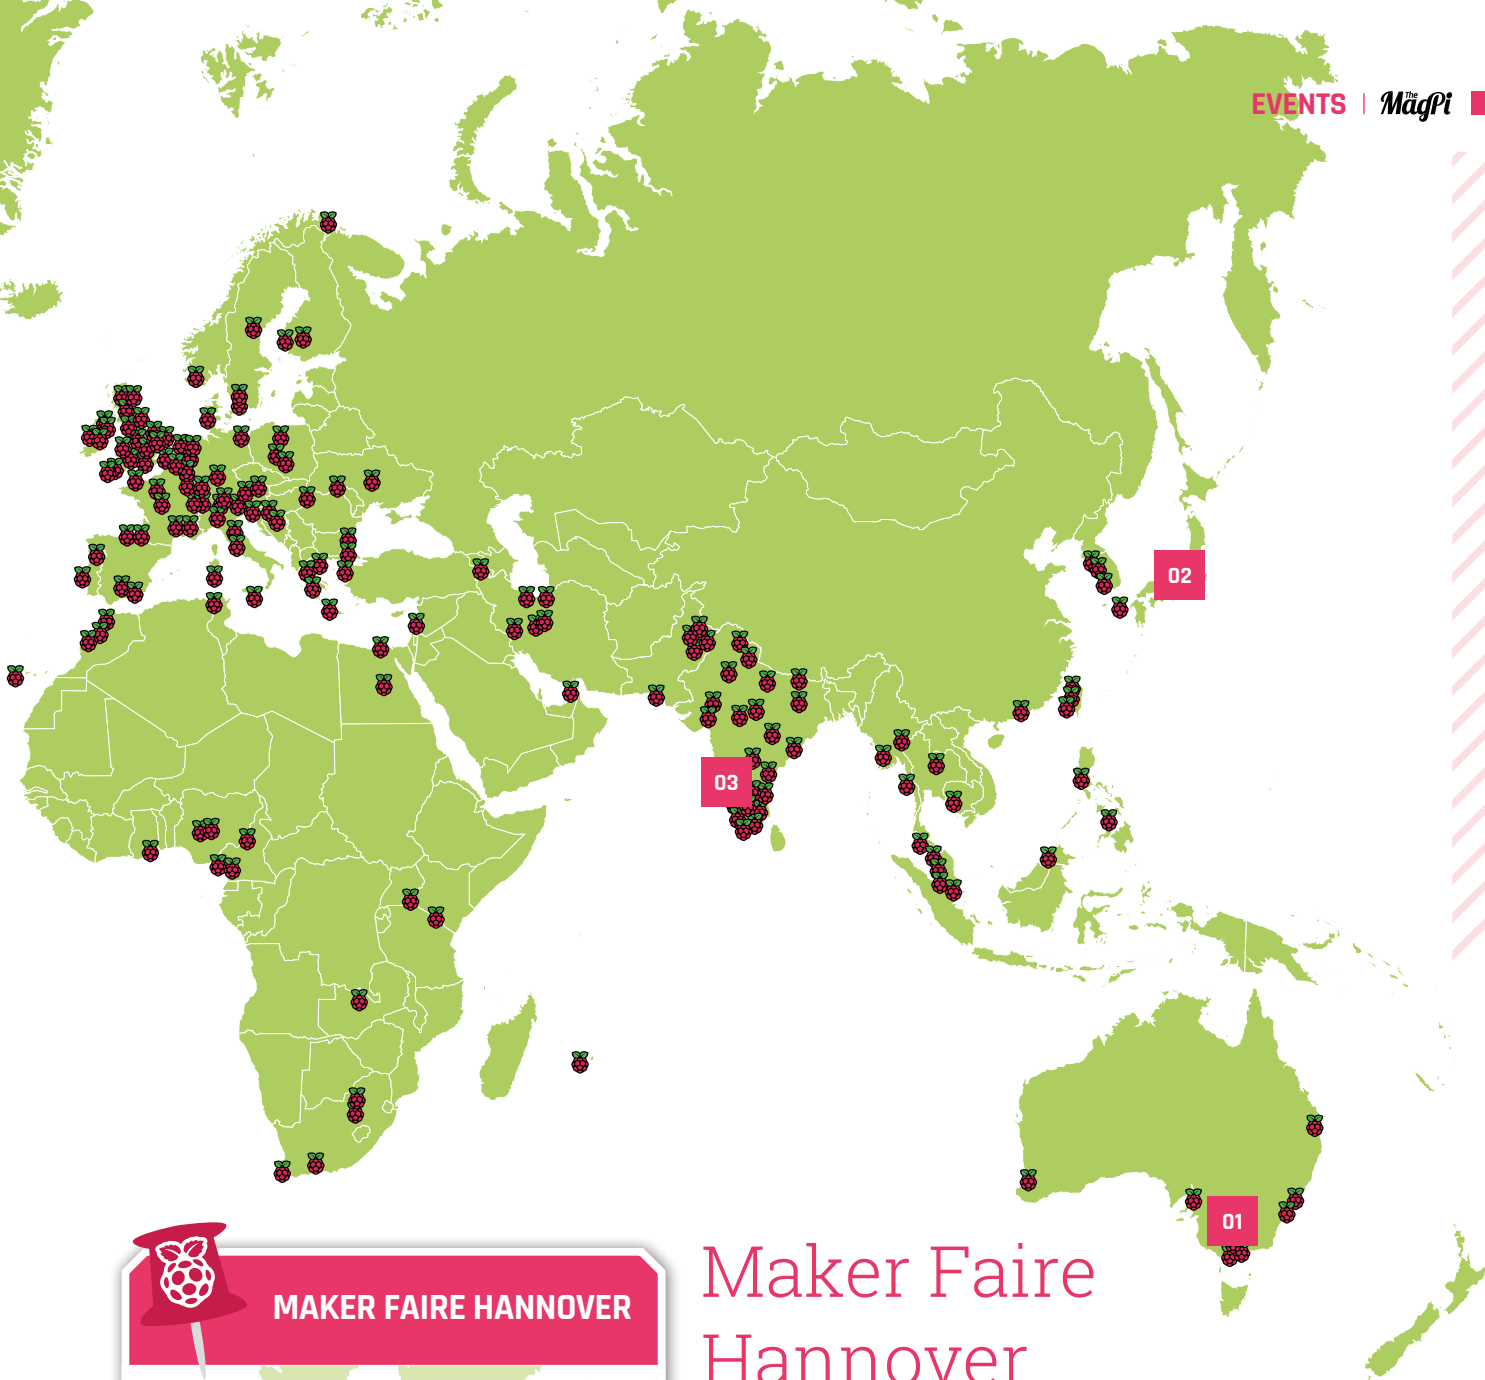 EVENTS
The MagPi
02
03
01
MAKER FAIRE HANNOVER
Maker Faire
Hannover